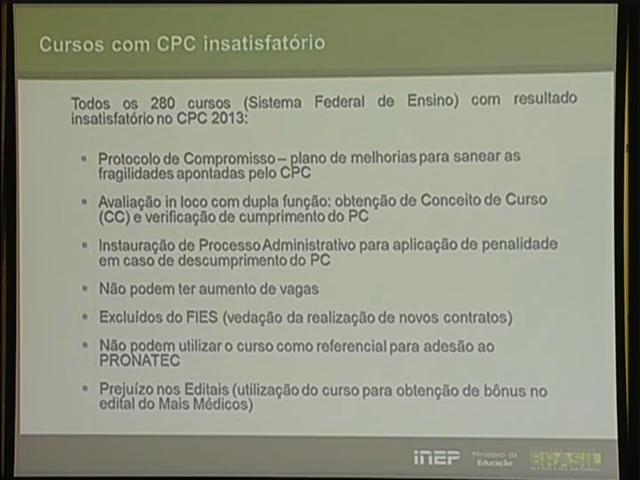 Cursos com CPC insatisfatório
Todos os 280 cursos (Sistema Federal de Ensino) com resultado
insatisfatório no CPC 2013:
▪ Protocolo de Compromisso – plano de melhorias para sanear as
fragilidades apontadas pelo CPC
▪ Avaliação in loco com dupla função: obtenção de Conceito de Curso
(CC) e verificação de cumprimento do PC
▪ Instauração de Processo Administrativo para aplicação de penalidade
em caso de descumprimento do PC
▪ Não podem ter aumento de vagas
▪ Excluídos do FIES (vedação da realização de novos contratos)
▪ Não podem utilizar o curso como referencial para adesão ao
PRONATEC
▪ Prejuízo nos Editais (utilização do curso para obtenção de bônus no
edital do Mais Médicos)
inep
Ministério da
Educação
BRASIL